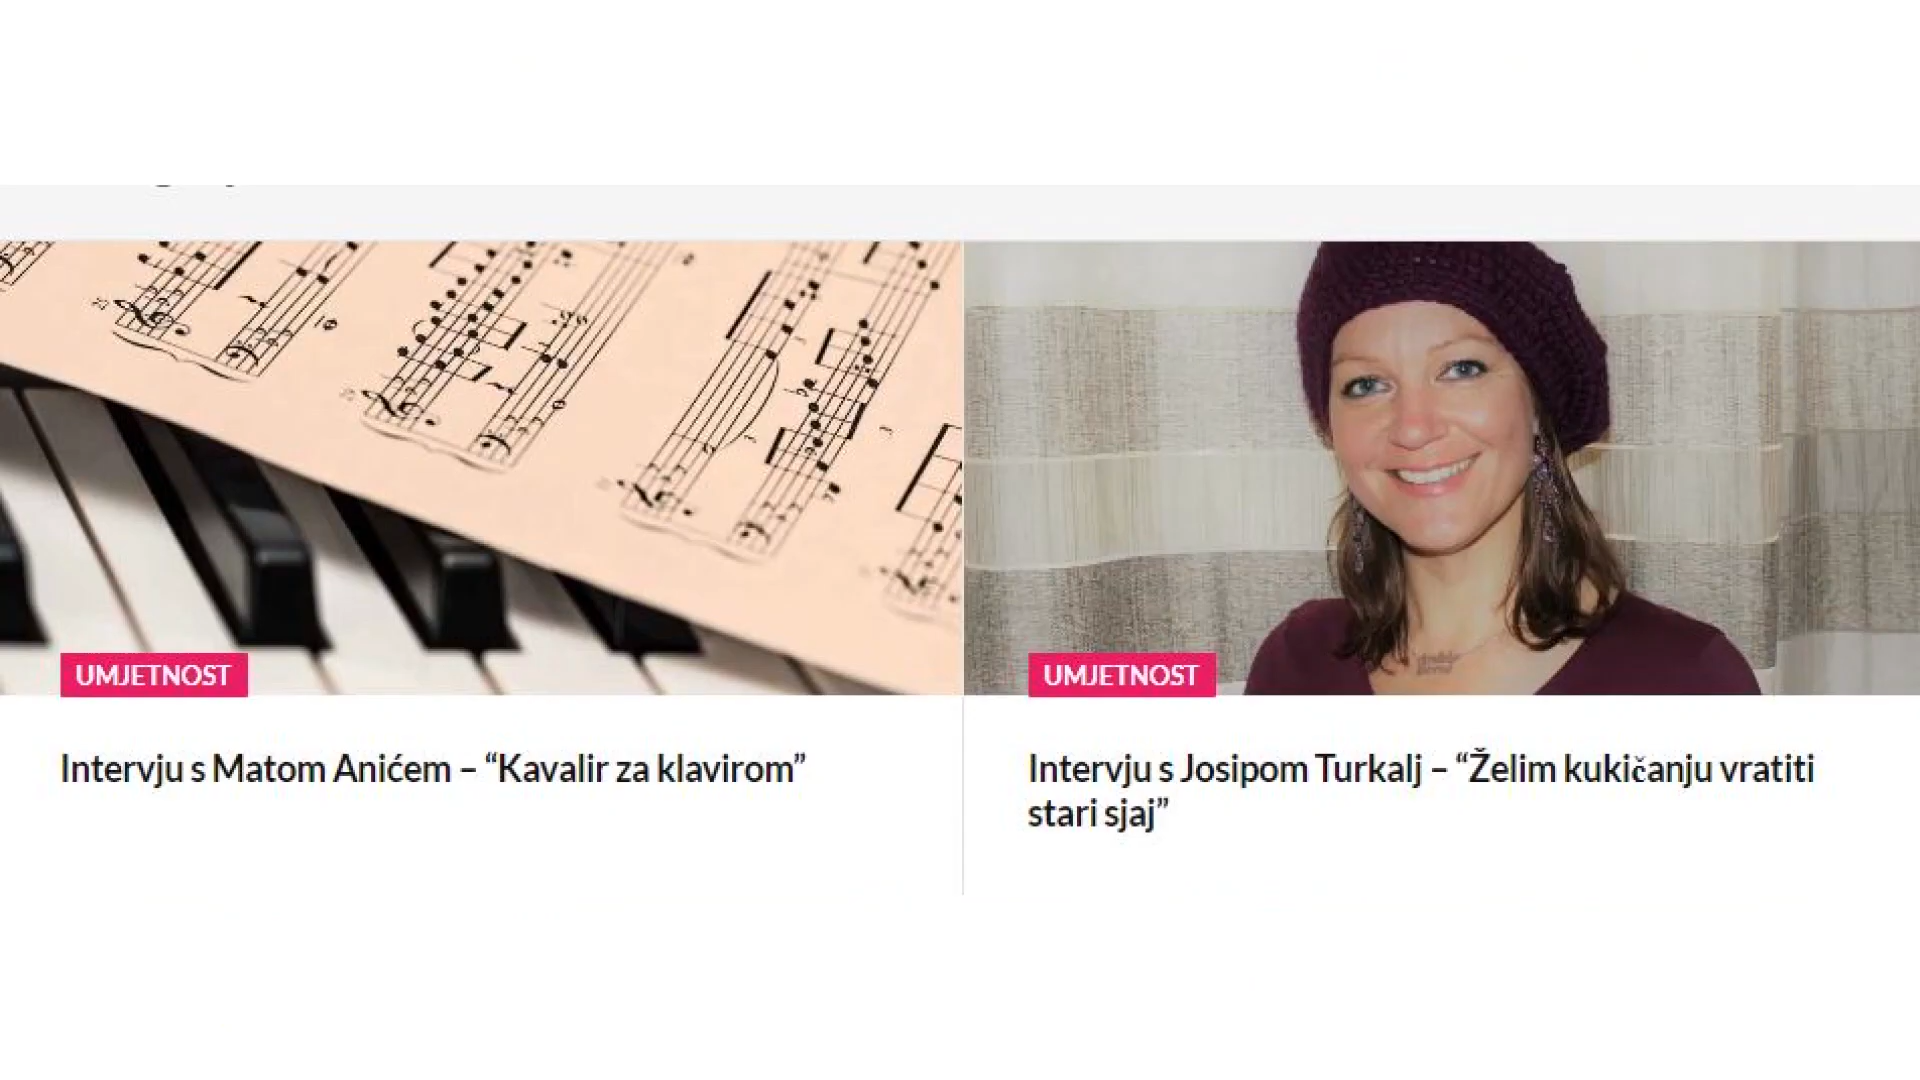 UMJETNOST
Intervju s Matom Anićem – “Kavalir za klavirom”
UMJETNOST
Intervju s Josipom Turkalj – “Želim kukičanju vratiti
stari sjaj”